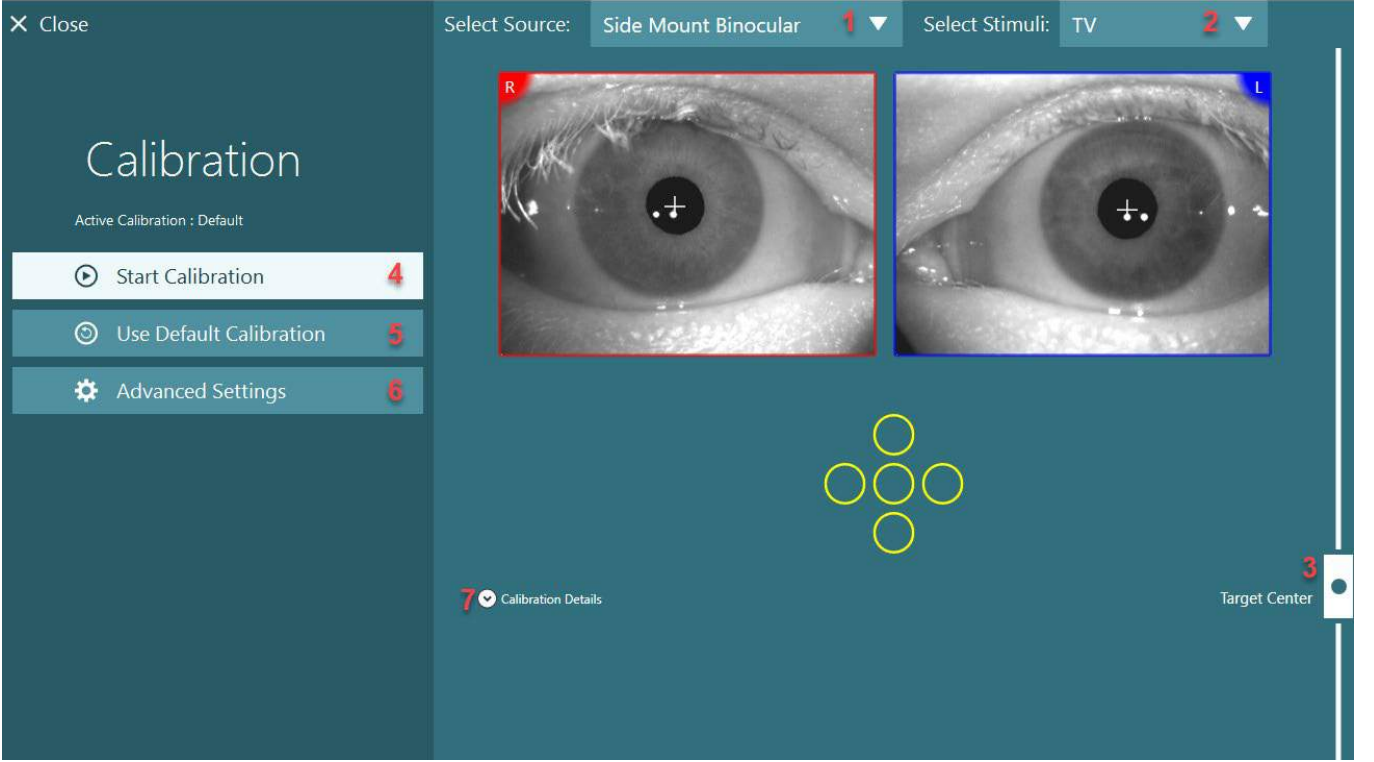 Close
Select Source: Side Mount Binocular 1 Select Stimuli: TV 2
R
L
Calibration
Active Calibration : Default
Start Calibration 4
Use Default Calibration 5
Advanced Settings 6
3
7 Calibration Details
Target Center